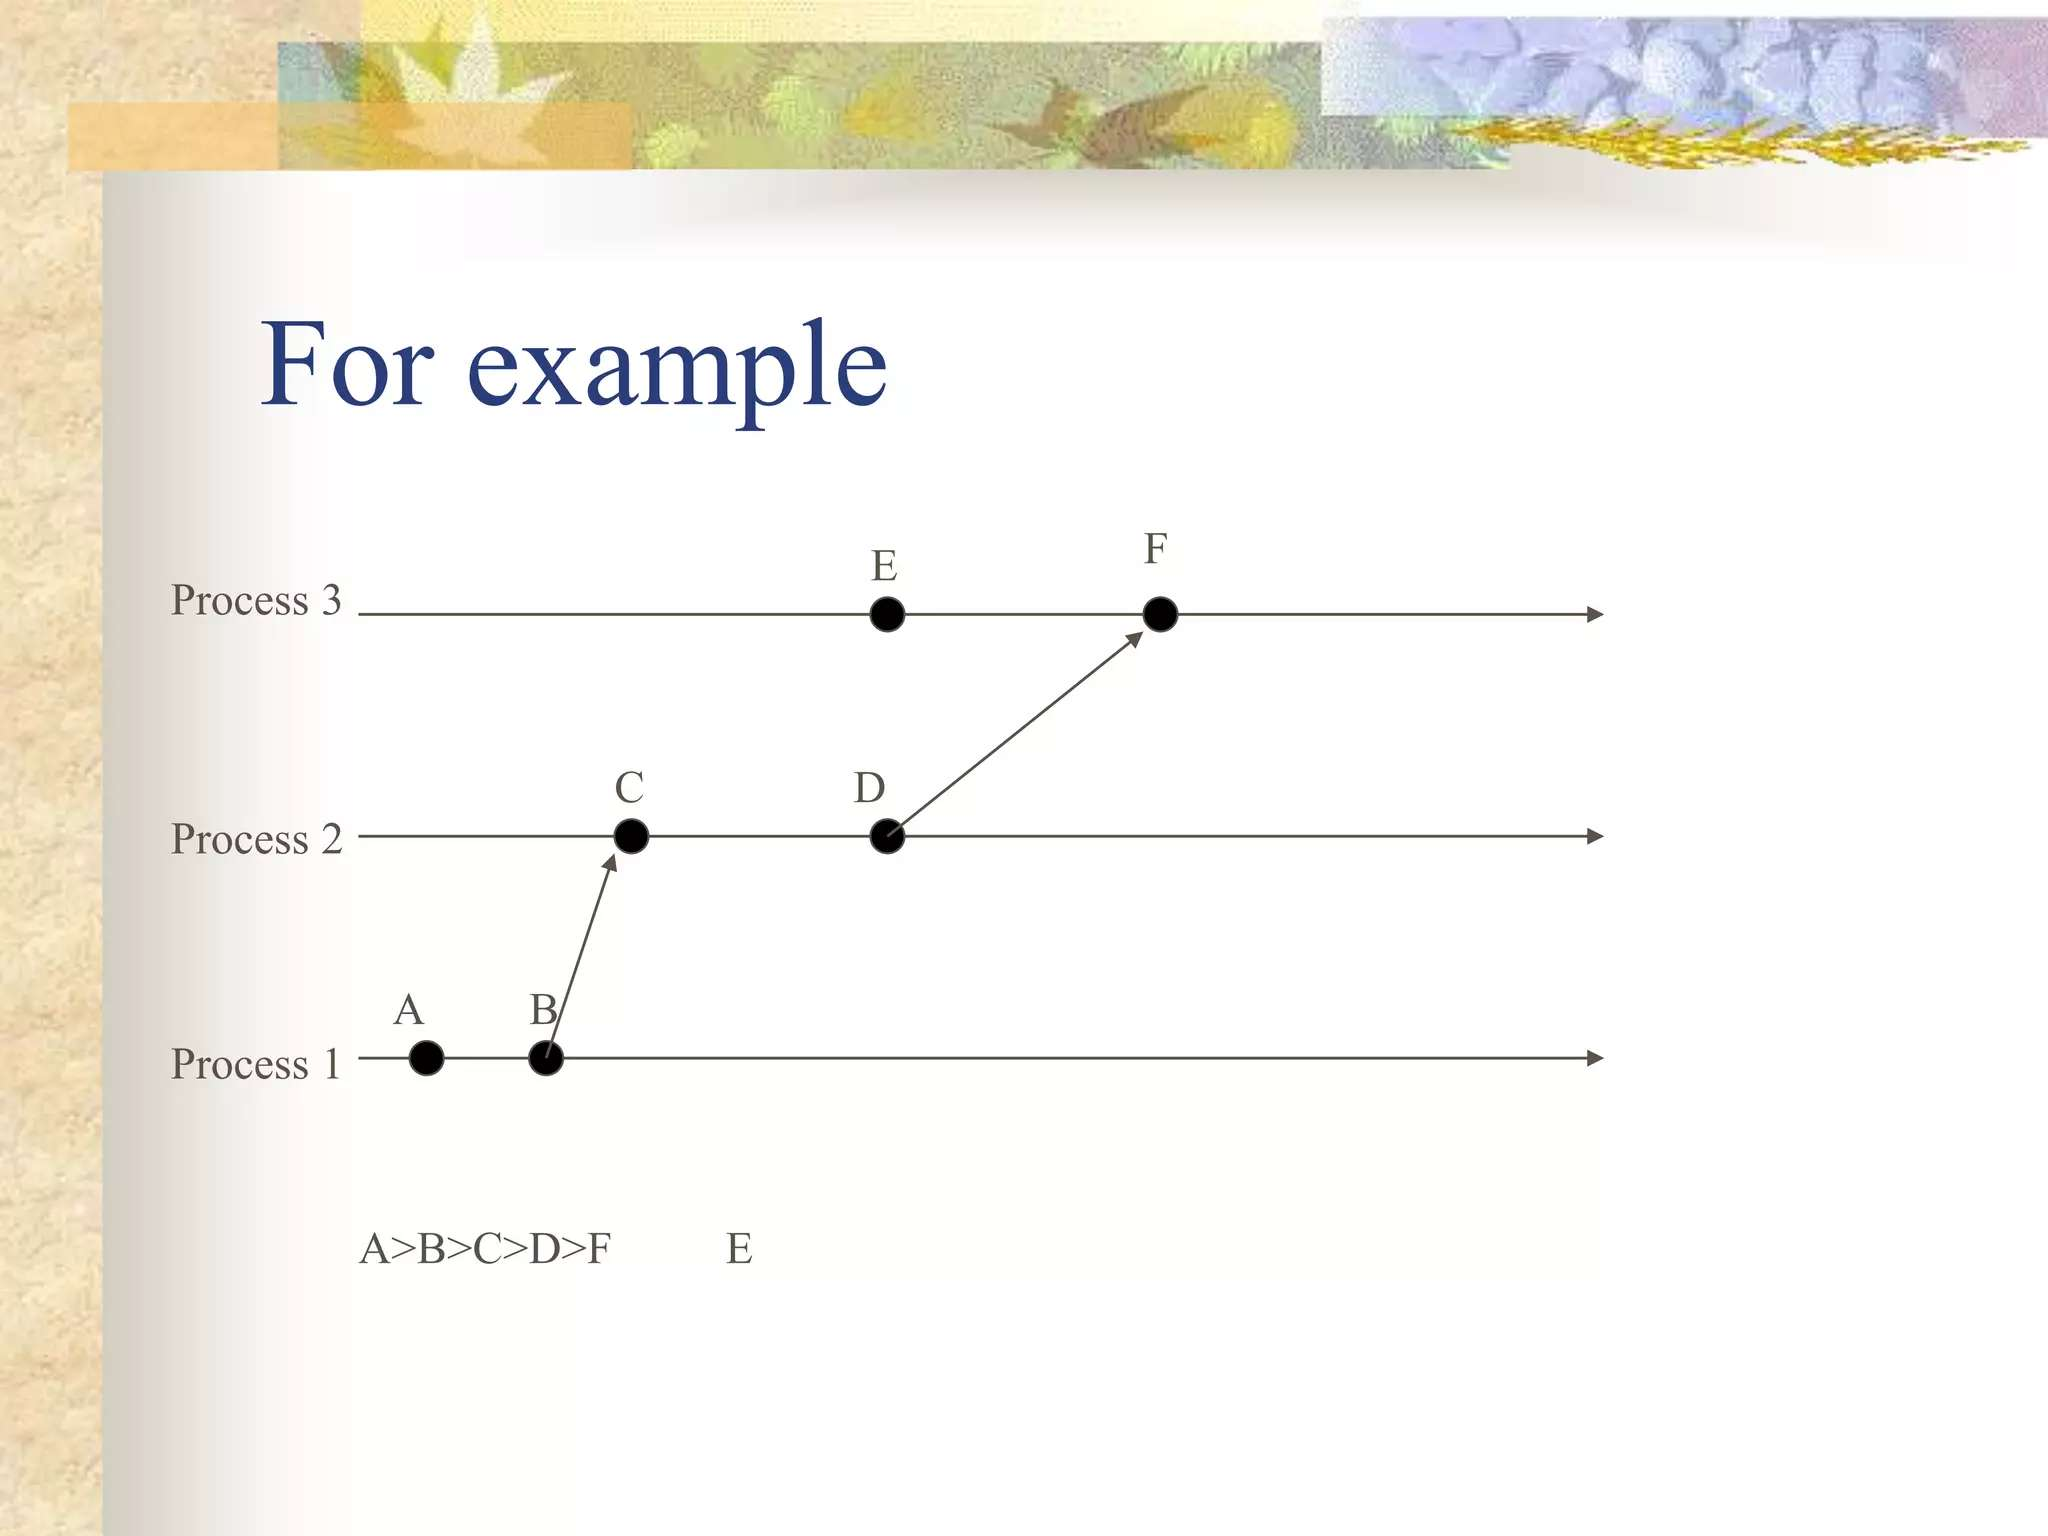 For example
E
F
Process 3
C
D
Process 2
A
B
Process 1
A>B>C>D>F E